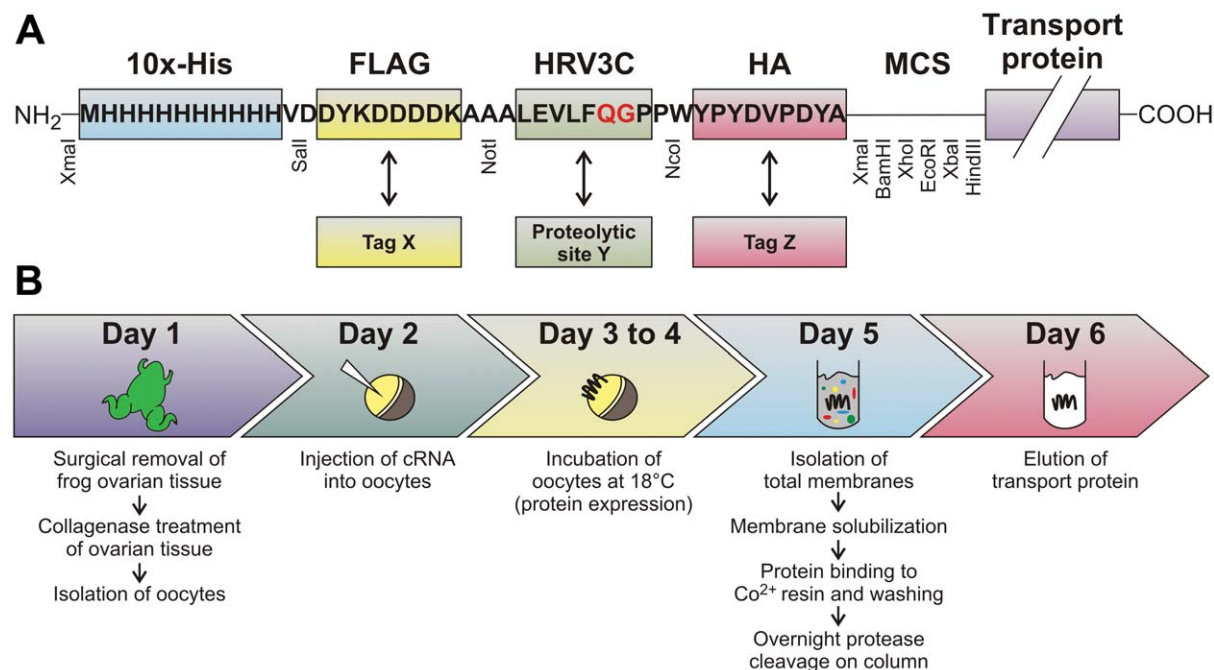 A
10x-His FLAG HRV3C HA MCS Transport protein
NH2 MHHHHHHHHHHVDDYKDDDDKAAALEVLFQGPPWYPYDVPDYA COOH
XmaI SalI NotI NcoI XmaI BamHI XhoI EcoRI XbaI HindIII
Tag X
Proteolytic
site Y
Tag Z
B
Day 1
Surgical removal of
frog ovarian tissue
Collagenase treatment
of ovarian tissue
Isolation of oocytes
Day 2
Injection of cRNA
into oocytes
Day 3 to 4
Incubation of
oocytes at 18°C
(protein expression)
Day 5
Isolation of
total membranes
Membrane solubilization
Protein binding to
Co2+ resin and washing
Overnight protease
cleavage on column
Day 6
Elution of
transport protein